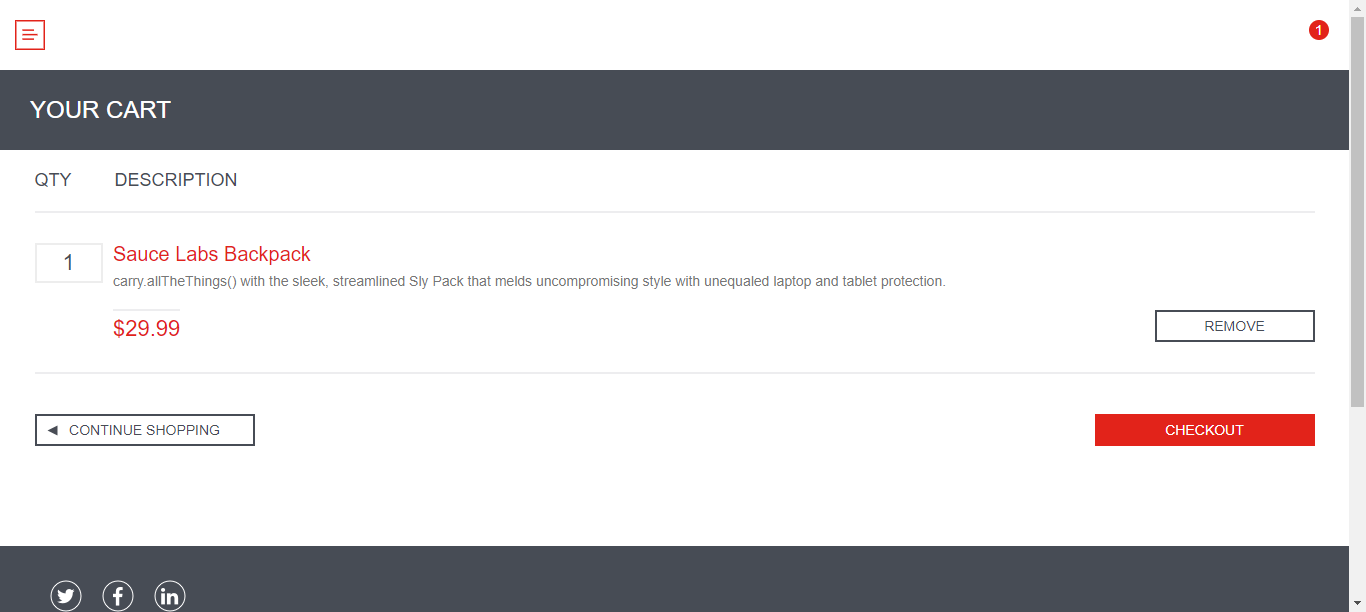 1
YOUR CART
QTY DESCRIPTION
1 Sauce Labs Backpack
carry.allTheThings() with the sleek, streamlined Sly Pack that melds uncompromising style with unequaled laptop and tablet protection.
$29.99 REMOVE
CONTINUE SHOPPING CHECKOUT